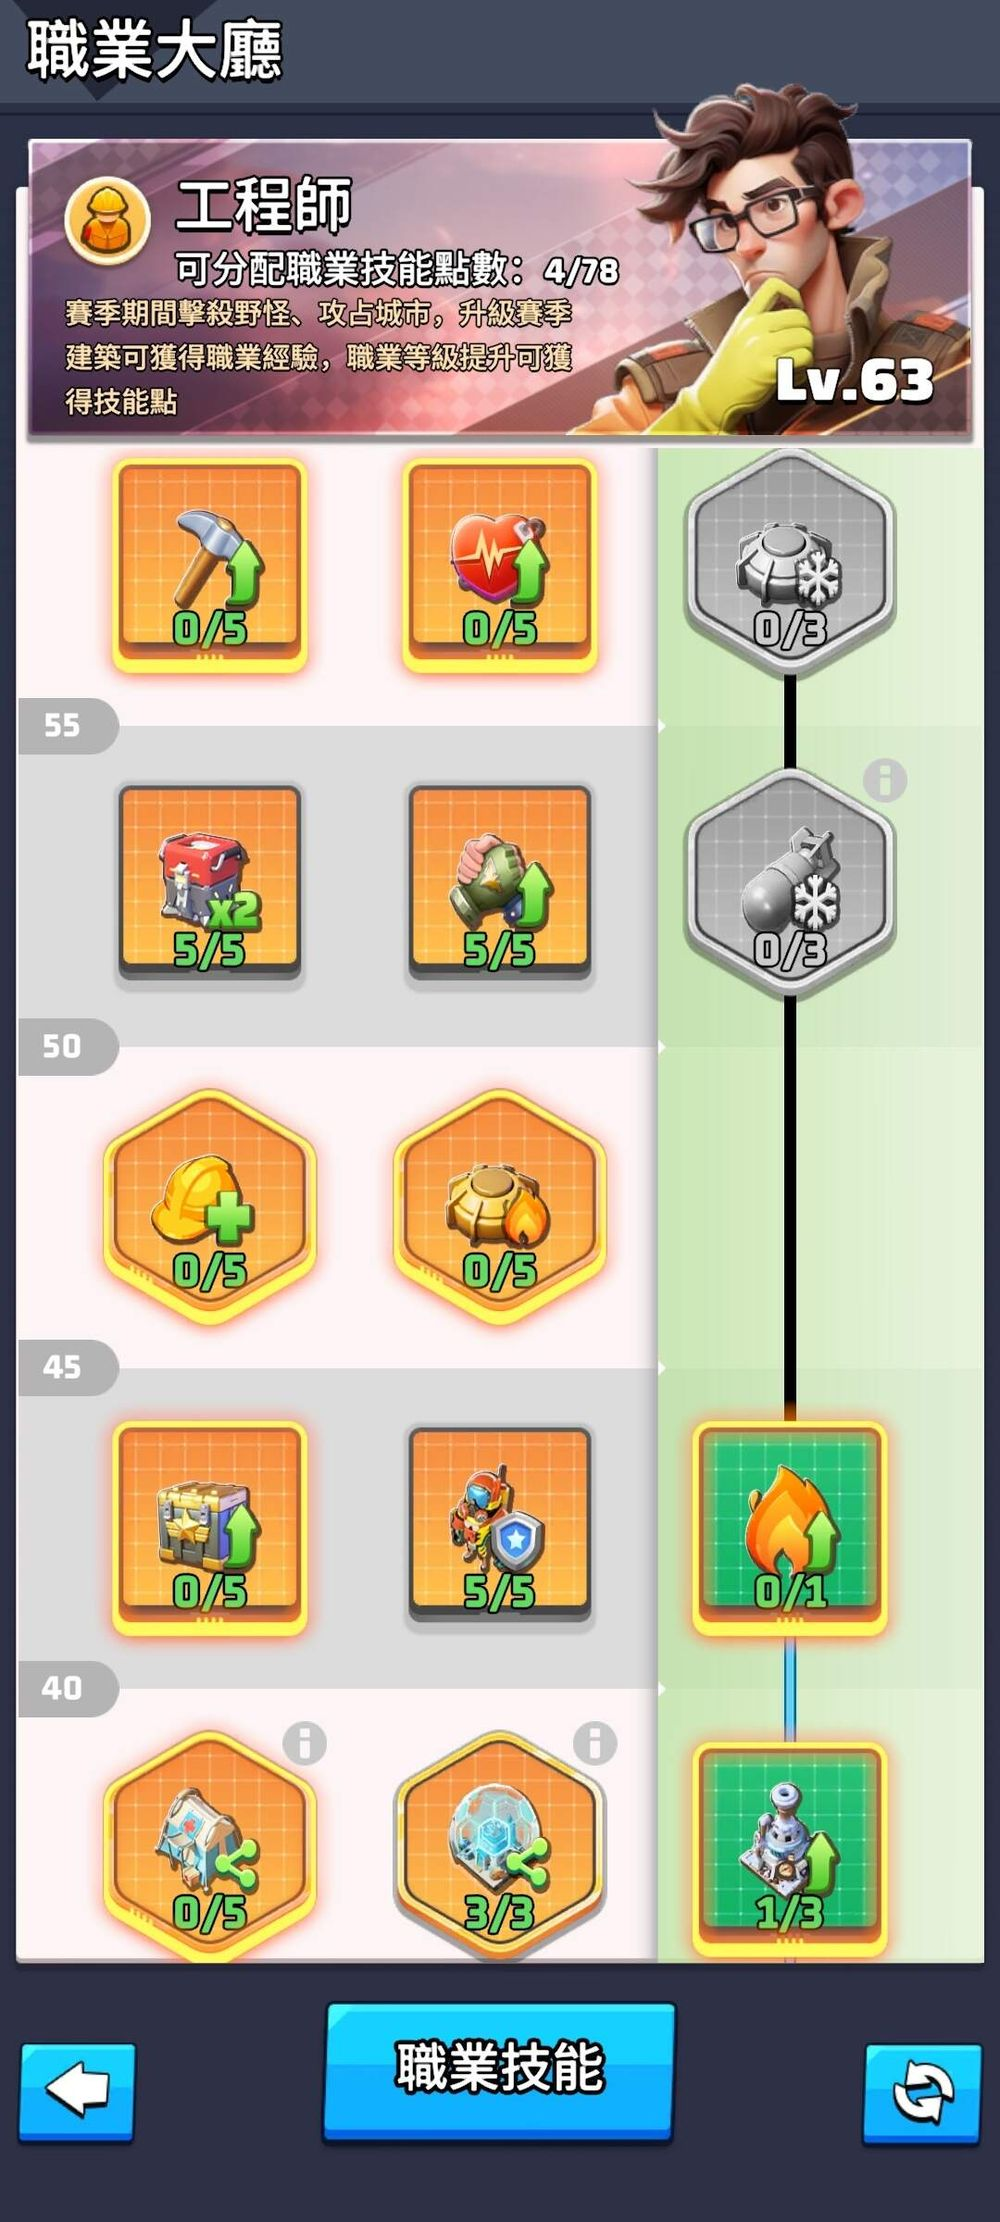 職業大廳
工程師
可分配職業技能點數：4/78
賽季期間擊殺野怪、攻占城市，升級賽季
建築可獲得職業經驗，職業等級提升可獲
得技能點
Lv.63
0/5
0/5
0/3
55
x2
5/5
5/5
0/3
50
0/5
0/5
45
0/5
5/5
0/1
40
0/5
3/3
1/3
職業技能